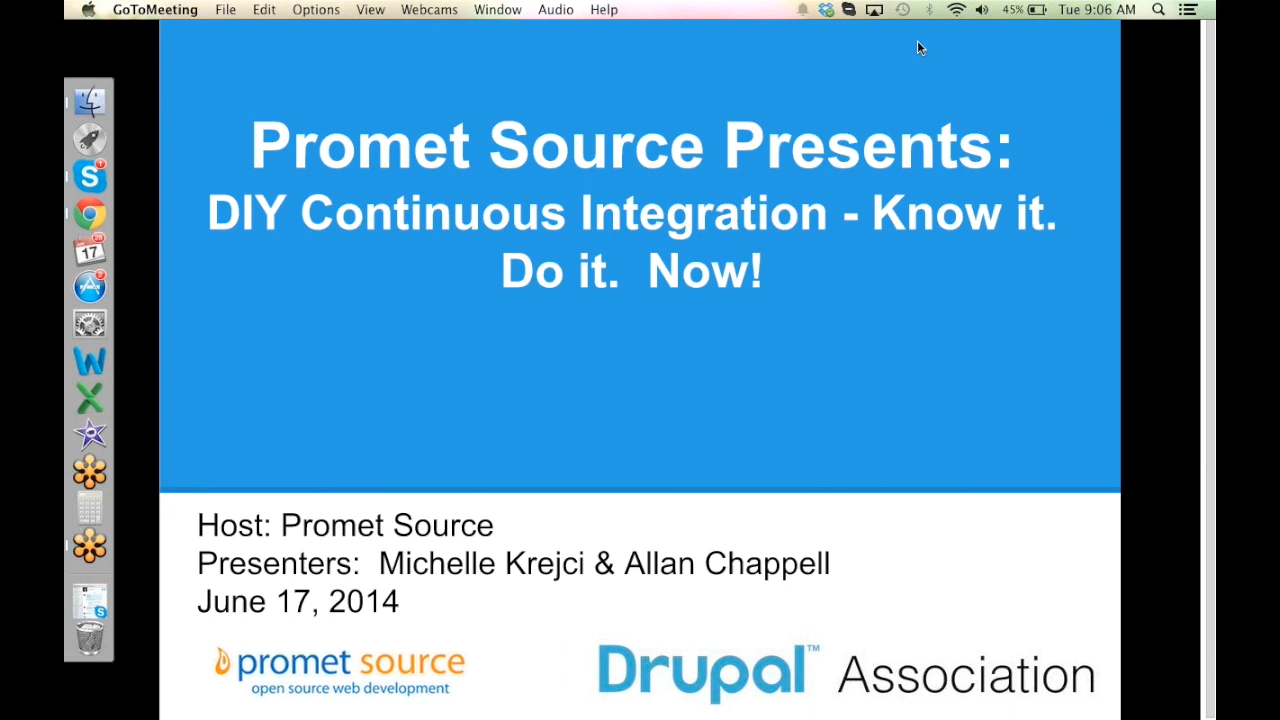 GoToMeeting File Edit Options View Webcams Window Audio Help 45% Tue 9:06 AM
Promet Source Presents:
DIY Continuous Integration - Know it.
Do it. Now!
Host: Promet Source
Presenters: Michelle Krejci & Allan Chappell
June 17, 2014
promet source
open source web development
Drupal™ Association
S
17
W
X
S